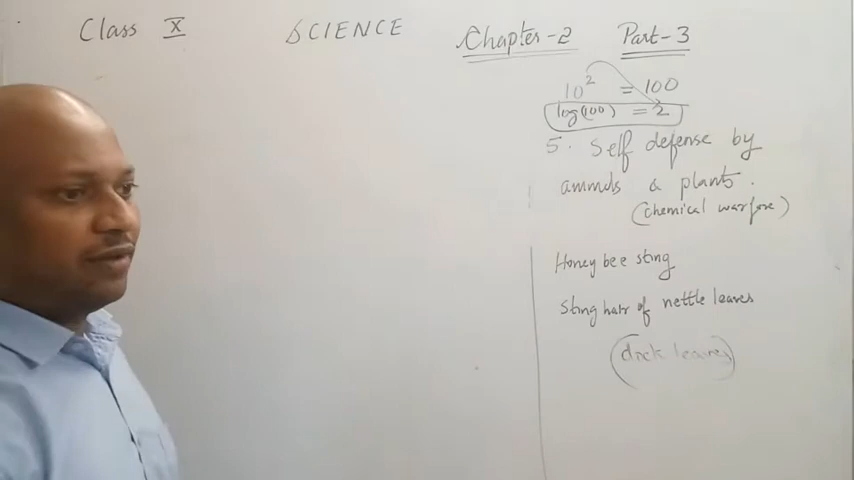 Class X SCIENCE Chapter-2 Part-3
10² = 100
log(100) = 2
5. Self defense by
ammals & plants.
(chemical warfare)
Honey bee sting
Sting hair of nettle leaves
(dock leaves)